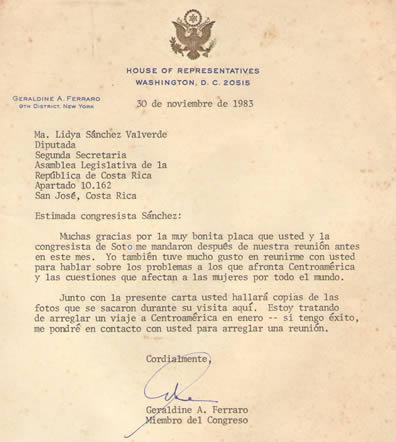 HOUSE OF REPRESENTATIVES
WASHINGTON, D. C. 20515
GERALDINE A. FERRARO
9TH DISTRICT, NEW YORK
30 de noviembre de 1983
Ma. Lidya Sánchez Valverde
Diputada
Segunda Secretaria
Asamblea Legislativa de la
República de Costa Rica
Apartado 10.162
San José, Costa Rica
Estimada congresista Sánchez:
Muchas gracias por la muy bonita placa que usted y la
congresista de Soto me mandaron después de nuestra reunión antes
en este mes. Yo también tuve mucho gusto en reunirme con usted
para hablar sobre los problemas a los que afronta Centroamérica
y las cuestiones que afectan a las mujeres por todo el mundo.
Junto con la presente carta usted hallará copias de las
fotos que se sacaron durante su visita aquí. Estoy tratando
de arreglar un viaje a Centroamérica en enero -- si tengo éxito,
me pondré en contacto con usted para arreglar una reunión.
Cordialmente,
Geraldine A. Ferraro
Miembro del Congreso